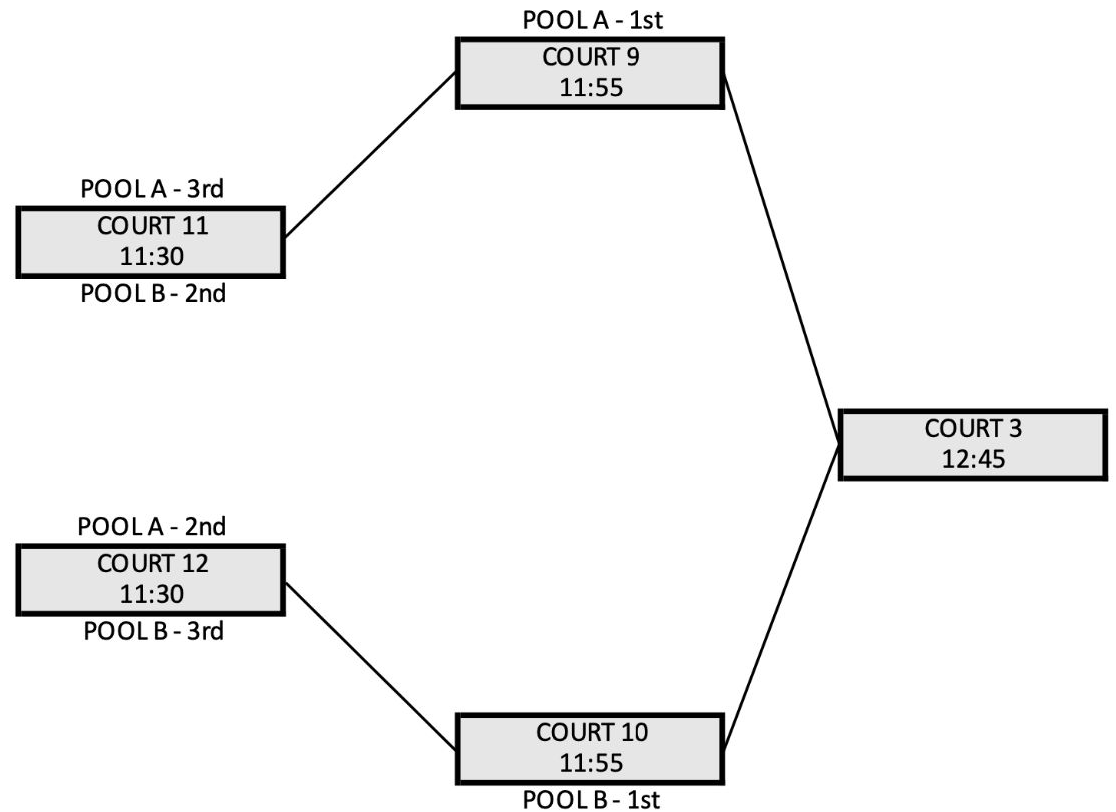 POOL A - 1st
COURT 9
11:55
POOL A - 3rd
COURT 11
11:30
POOL B - 2nd
COURT 3
12:45
POOL A - 2nd
COURT 12
11:30
POOL B - 3rd
COURT 10
11:55
POOL B - 1st